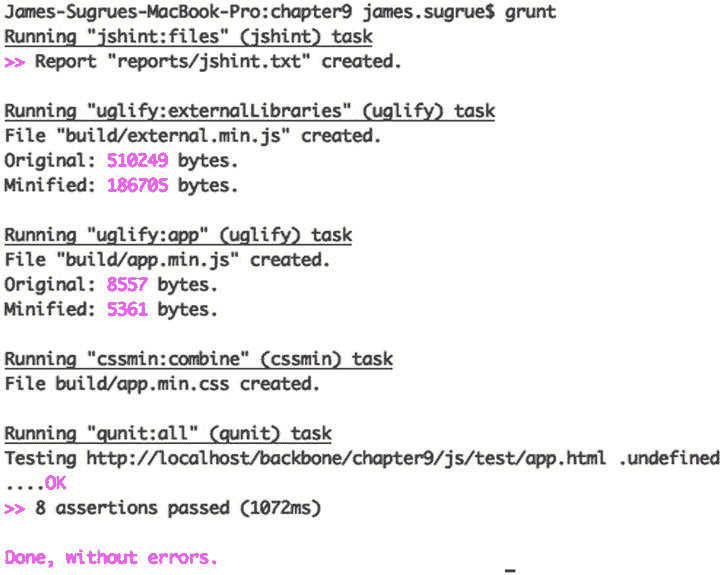 James-Sugrues-MacBook-Pro:chapter9 james.sugrue$ grunt
Running "jshint:files" (jshint) task
>> Report "reports/jshint.txt" created.
Running "uglify:externalLibraries" (uglify) task
File "build/external.min.js" created.
Original: 510249 bytes.
Minified: 186705 bytes.
Running "uglify:app" (uglify) task
File "build/app.min.js" created.
Original: 8557 bytes.
Minified: 5361 bytes.
Running "cssmin:combine" (cssmin) task
File build/app.min.css created.
Running "qunit:all" (qunit) task
Testing http://localhost/backbone/chapter9/js/test/app.html .undefined
....OK
>> 8 assertions passed (1072ms)
Done, without errors.